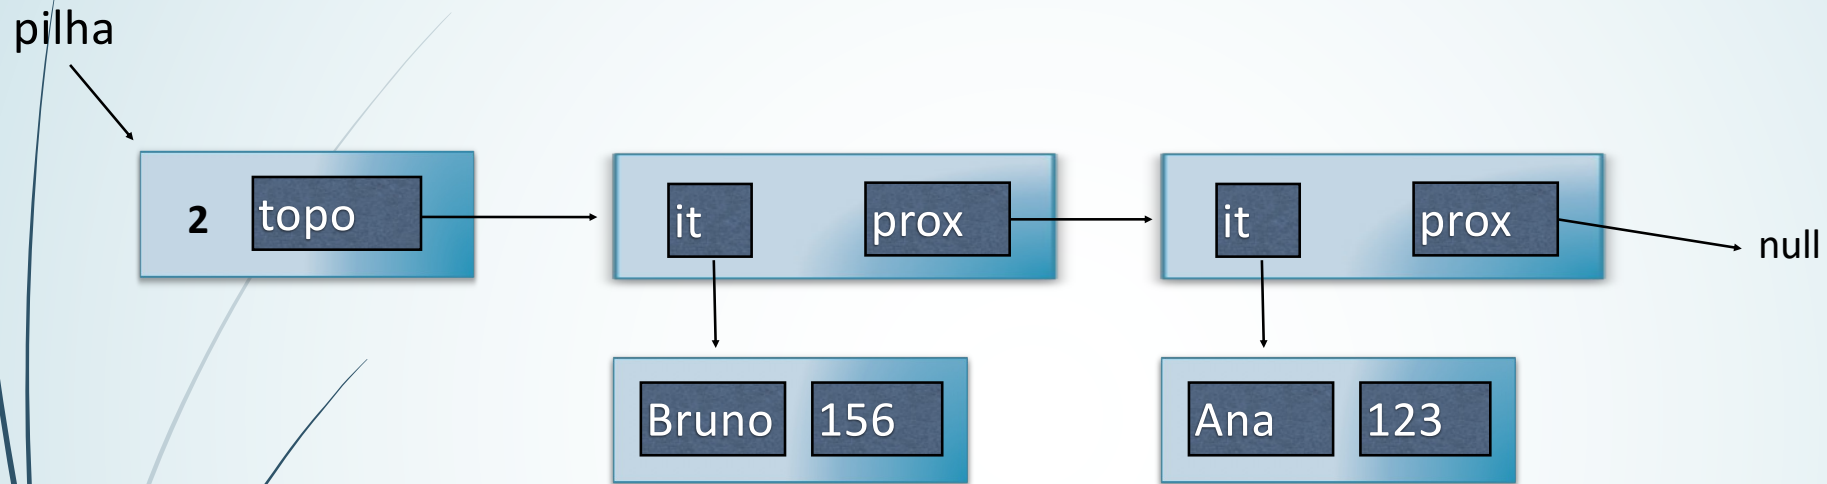 pilha
2 topo
it prox
it prox
null
Bruno 156
Ana 123